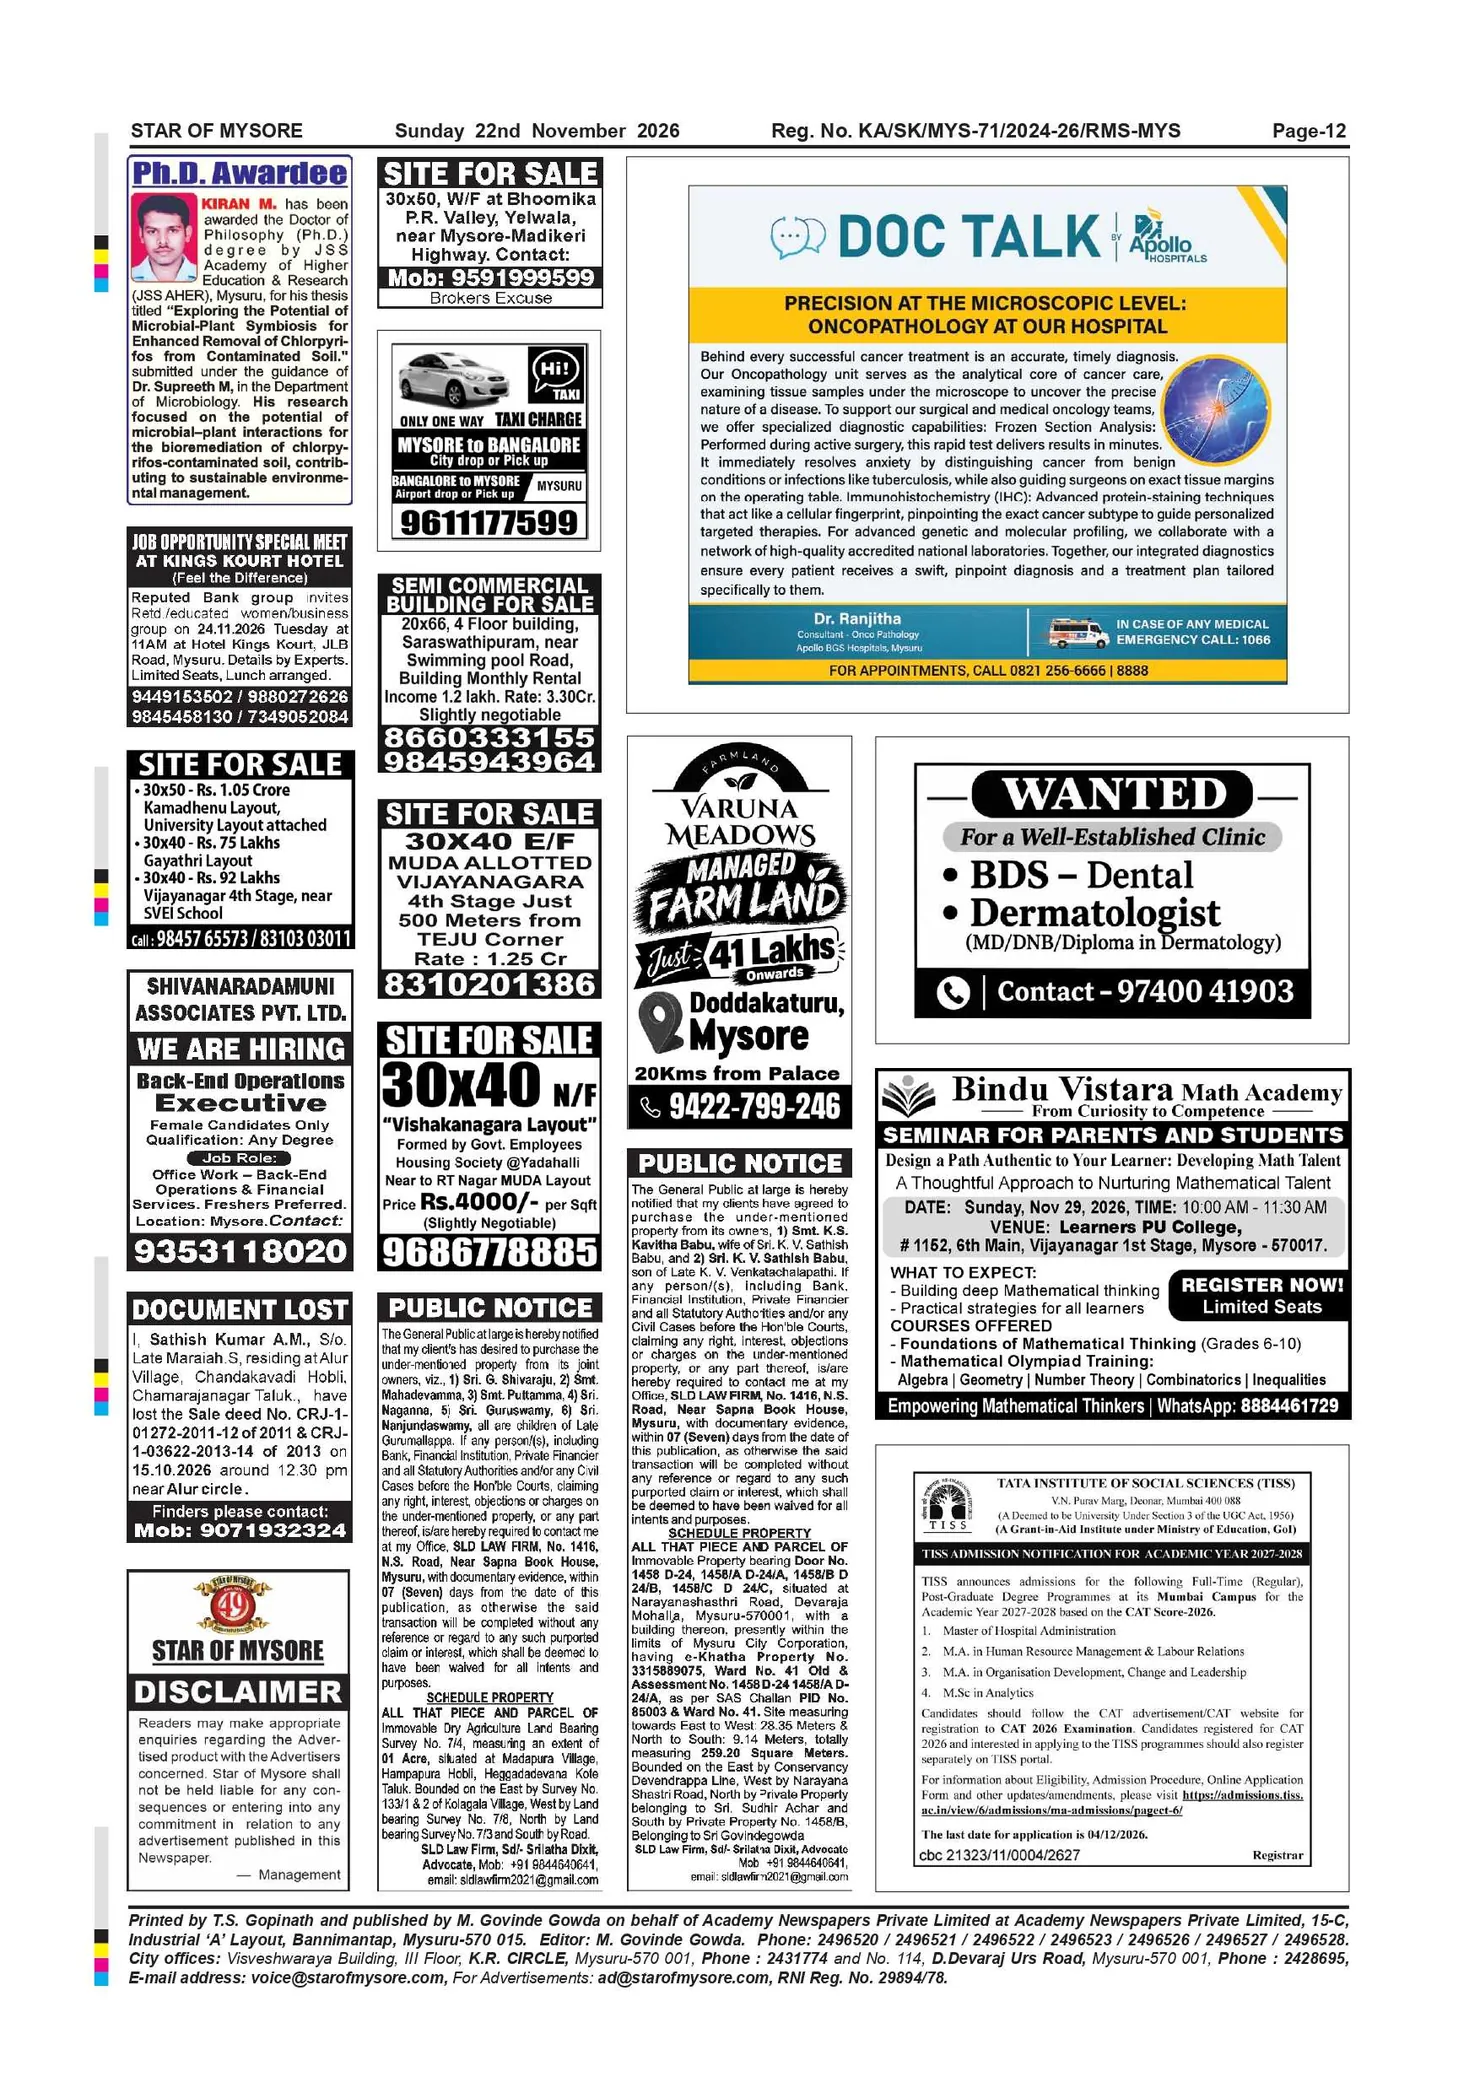 STAR OF MYSORE Sunday 22nd November 2026 Reg. No. KA/SK/MYS-71/2024-26/RMS-MYS Page-12
Ph.D. Awardee
KIRAN M. has been
awarded the Doctor of
Philosophy (Ph.D.)
degree by JSS
Academy of Higher
Education & Research
(JSS AHER), Mysuru, for his thesis
titled "Exploring the Potential of
Microbial-Plant Symbiosis for
Enhanced Removal of Chlorpyri-
fos from Contaminated Soil."
submitted under the guidance of
Dr. Supreeth M, in the Department
of Microbiology. His research
focused on the potential of
microbial–plant interactions for
the bioremediation of chlorpy-
rifos-contaminated soil, contrib-
uting to sustainable environme-
ntal management.
JOB OPPORTUNITY SPECIAL MEET
AT KINGS KOURT HOTEL
(Feel the Difference)
Reputed Bank group invites
Retd./educated women/business
group on 24.11.2026 Tuesday at
11AM at Hotel Kings Kourt, JLB
Road, Mysuru. Details by Experts.
Limited Seats, Lunch arranged.
9449153502 / 9880272626
9845458130 / 7349052084
SITE FOR SALE
• 30x50 - Rs. 1.05 Crore
Kamadhenu Layout,
University Layout attached
• 30x40 - Rs. 75 Lakhs
Gayathri Layout
• 30x40 - Rs. 92 Lakhs
Vijayanagar 4th Stage, near
SVEI School
Call : 98457 65573 / 83103 03011
SHIVANARADAMUNI
ASSOCIATES PVT. LTD.
WE ARE HIRING
Back-End Operations
Executive
Female Candidates Only
Qualification: Any Degree
Job Role:
Office Work – Back-End
Operations & Financial
Services. Freshers Preferred.
Location: Mysore. Contact:
9353118020
DOCUMENT LOST
I, Sathish Kumar A.M., S/o.
Late Maraiah.S, residing at Alur
Village, Chandakavadi Hobli,
Chamarajanagar Taluk., have
lost the Sale deed No. CRJ-1-
01272-2011-12 of 2011 & CRJ-
1-03622-2013-14 of 2013 on
15.10.2026 around 12.30 pm
near Alur circle.
Finders please contact:
Mob: 9071932324
STAR OF MYSORE
49
STAR OF MYSORE
DISCLAIMER
Readers may make appropriate
enquiries regarding the Adver-
tised product with the Advertisers
concerned. Star of Mysore shall
not be held liable for any con-
sequences or entering into any
commitment in relation to any
advertisement published in this
Newspaper.
— Management
SITE FOR SALE
30x50, W/F at Bhoomika
P.R. Valley, Yelwala,
near Mysore-Madikeri
Highway. Contact:
Mob: 9591999599
Brokers Excuse
Hi!
TAXI
ONLY ONE WAY TAXI CHARGE
MYSORE to BANGALORE
City drop or Pick up
BANGALORE to MYSORE
Airport drop or Pick up
MYSURU
9611177599
SEMI COMMERCIAL
BUILDING FOR SALE
20x66, 4 Floor building,
Saraswathipuram, near
Swimming pool Road,
Building Monthly Rental
Income 1.2 lakh. Rate: 3.30Cr.
Slightly negotiable
8660333155
9845943964
SITE FOR SALE
30X40 E/F
MUDA ALLOTTED
VIJAYANAGARA
4th Stage Just
500 Meters from
TEJU Corner
Rate : 1.25 Cr
8310201386
SITE FOR SALE
30x40 N/F
"Vishakanagara Layout"
Formed by Govt. Employees
Housing Society @Yadahalli
Near to RT Nagar MUDA Layout
Price Rs.4000/- per Sqft
(Slightly Negotiable)
9686778885
PUBLIC NOTICE
The General Public at large is hereby notified
that my client's has desired to purchase the
under-mentioned property from its joint
owners, viz., 1) Sri. G. Shivaraju, 2) Smt.
Mahadevamma, 3) Smt. Puttamma, 4) Sri.
Naganna, 5) Sri. Guruswamy, 6) Sri.
Nanjundaswamy, all are children of Late
Gurumallappa. If any person/(s), including
Bank, Financial Institution, Private Financier
and all Statutory Authorities and/or any Civil
Cases before the Hon'ble Courts, claiming
any right, interest, objections or charges on
the under-mentioned property, or any part
thereof, is/are hereby required to contact me
at my Office, SLD LAW FIRM, No. 1416,
N.S. Road, Near Sapna Book House,
Mysuru, with documentary evidence, within
07 (Seven) days from the date of this
publication, as otherwise the said
transaction will be completed without any
reference or regard to any such purported
claim or interest, which shall be deemed to
have been waived for all intents and
purposes.
SCHEDULE PROPERTY
ALL THAT PIECE AND PARCEL OF
Immovable Dry Agriculture Land Bearing
Survey No. 7/4, measuring an extent of
01 Acre, situated at Madapura Village,
Hampapura Hobli, Heggadadevana Kote
Taluk. Bounded on the East by Survey No.
133/1 & 2 of Kolagala Village, West by Land
bearing Survey No. 7/8, North by Land
bearing Survey No. 7/3 and South by Road.
SLD Law Firm, Sd/- Srilatha Dixit,
Advocate, Mob: +91 9844640641,
email: sldlawfirm2021@gmail.com
DOC TALK BY Apollo
HOSPITALS
PRECISION AT THE MICROSCOPIC LEVEL:
ONCOPATHOLOGY AT OUR HOSPITAL
Behind every successful cancer treatment is an accurate, timely diagnosis.
Our Oncopathology unit serves as the analytical core of cancer care,
examining tissue samples under the microscope to uncover the precise
nature of a disease. To support our surgical and medical oncology teams,
we offer specialized diagnostic capabilities: Frozen Section Analysis:
Performed during active surgery, this rapid test delivers results in minutes.
It immediately resolves anxiety by distinguishing cancer from benign
conditions or infections like tuberculosis, while also guiding surgeons on exact tissue margins
on the operating table. Immunohistochemistry (IHC): Advanced protein-staining techniques
that act like a cellular fingerprint, pinpointing the exact cancer subtype to guide personalized
targeted therapies. For advanced genetic and molecular profiling, we collaborate with a
network of high-quality accredited national laboratories. Together, our integrated diagnostics
ensure every patient receives a swift, pinpoint diagnosis and a treatment plan tailored
specifically to them.
Dr. Ranjitha
Consultant - Onco Pathology
Apollo BGS Hospitals, Mysuru
IN CASE OF ANY MEDICAL
EMERGENCY CALL: 1066
FOR APPOINTMENTS, CALL 0821 256-6666 | 8888
FARMLAND
VARUNA
MEADOWS
MANAGED
FARM LAND
Just 41 Lakhs
Onwards
Doddakaturu,
Mysore
20Kms from Palace
9422-799-246
PUBLIC NOTICE
The General Public at large is hereby
notified that my clients have agreed to
purchase the under-mentioned
property from its owners, 1) Smt. K.S.
Kavitha Babu, wife of Sri. K. V. Sathish
Babu, and 2) Sri. K. V. Sathish Babu,
son of Late K. V. Venkatachalapathi. If
any person/(s), including Bank,
Financial Institution, Private Financier
and all Statutory Authorities and/or any
Civil Cases before the Hon'ble Courts,
claiming any right, interest, objections
or charges on the under-mentioned
property, or any part thereof, is/are
hereby required to contact me at my
Office, SLD LAW FIRM, No. 1416, N.S.
Road, Near Sapna Book House,
Mysuru, with documentary evidence,
within 07 (Seven) days from the date of
this publication, as otherwise the said
transaction will be completed without
any reference or regard to any such
purported claim or interest, which shall
be deemed to have been waived for all
intents and purposes.
SCHEDULE PROPERTY
ALL THAT PIECE AND PARCEL OF
Immovable Property bearing Door No.
1458 D-24, 1458/A D-24/A, 1458/B D
24/B, 1458/C D 24/C, situated at
Narayanashasthri Road, Devaraja
Mohalla, Mysuru-570001, with a
building thereon, presently within the
limits of Mysuru City Corporation,
having e-Khatha Property No.
3315889075, Ward No. 41 Old &
Assessment No. 1458 D-24 1458/A D-
24/A, as per SAS Challan PID No.
85003 & Ward No. 41. Site measuring
towards East to West: 28.35 Meters &
North to South: 9.14 Meters, totally
measuring 259.20 Square Meters.
Bounded on the East by Conservancy
Devendrappa Line, West by Narayana
Shastri Road, North by Private Property
belonging to Sri. Sudhir Achar and
South by Private Property No. 1458/B,
Belonging to Sri Govindegowda
SLD Law Firm, Sd/- Srilatha Dixit, Advocate
Mob +91 9844640641,
email: sldlawfirm2021@gmail.com
WANTED
For a Well-Established Clinic
• BDS – Dental
• Dermatologist
(MD/DNB/Diploma in Dermatology)
Contact – 97400 41903
Bindu Vistara Math Academy
From Curiosity to Competence
SEMINAR FOR PARENTS AND STUDENTS
Design a Path Authentic to Your Learner: Developing Math Talent
A Thoughtful Approach to Nurturing Mathematical Talent
DATE: Sunday, Nov 29, 2026, TIME: 10:00 AM - 11:30 AM
VENUE: Learners PU College,
# 1152, 6th Main, Vijayanagar 1st Stage, Mysore - 570017.
WHAT TO EXPECT:
- Building deep Mathematical thinking
- Practical strategies for all learners
REGISTER NOW!
Limited Seats
COURSES OFFERED
- Foundations of Mathematical Thinking (Grades 6-10)
- Mathematical Olympiad Training:
Algebra | Geometry | Number Theory | Combinatorics | Inequalities
Empowering Mathematical Thinkers | WhatsApp: 8884461729
TISS
TATA INSTITUTE OF SOCIAL SCIENCES (TISS)
V.N. Purav Marg, Deonar, Mumbai 400 088
(A Deemed to be University Under Section 3 of the UGC Act, 1956)
(A Grant-in-Aid Institute under Ministry of Education, GoI)
TISS ADMISSION NOTIFICATION FOR ACADEMIC YEAR 2027-2028
TISS announces admissions for the following Full-Time (Regular),
Post-Graduate Degree Programmes at its Mumbai Campus for the
Academic Year 2027-2028 based on the CAT Score-2026.
1. Master of Hospital Administration
2. M.A. in Human Resource Management & Labour Relations
3. M.A. in Organisation Development, Change and Leadership
4. M.Sc in Analytics
Candidates should follow the CAT advertisement/CAT website for
registration to CAT 2026 Examination. Candidates registered for CAT
2026 and interested in applying to the TISS programmes should also register
separately on TISS portal.
For information about Eligibility, Admission Procedure, Online Application
Form and other updates/amendments, please visit https://admissions.tiss.
ac.in/view/6/admissions/ma-admissions/pagect-6/
The last date for application is 04/12/2026.
cbc 21323/11/0004/2627 Registrar
Printed by T.S. Gopinath and published by M. Govinde Gowda on behalf of Academy Newspapers Private Limited at Academy Newspapers Private Limited, 15-C,
Industrial 'A' Layout, Bannimantap, Mysuru-570 015. Editor: M. Govinde Gowda. Phone: 2496520 / 2496521 / 2496522 / 2496523 / 2496526 / 2496527 / 2496528.
City offices: Visveshwaraya Building, III Floor, K.R. CIRCLE, Mysuru-570 001, Phone : 2431774 and No. 114, D.Devaraj Urs Road, Mysuru-570 001, Phone : 2428695,
E-mail address: voice@starofmysore.com, For Advertisements: ad@starofmysore.com, RNI Reg. No. 29894/78.